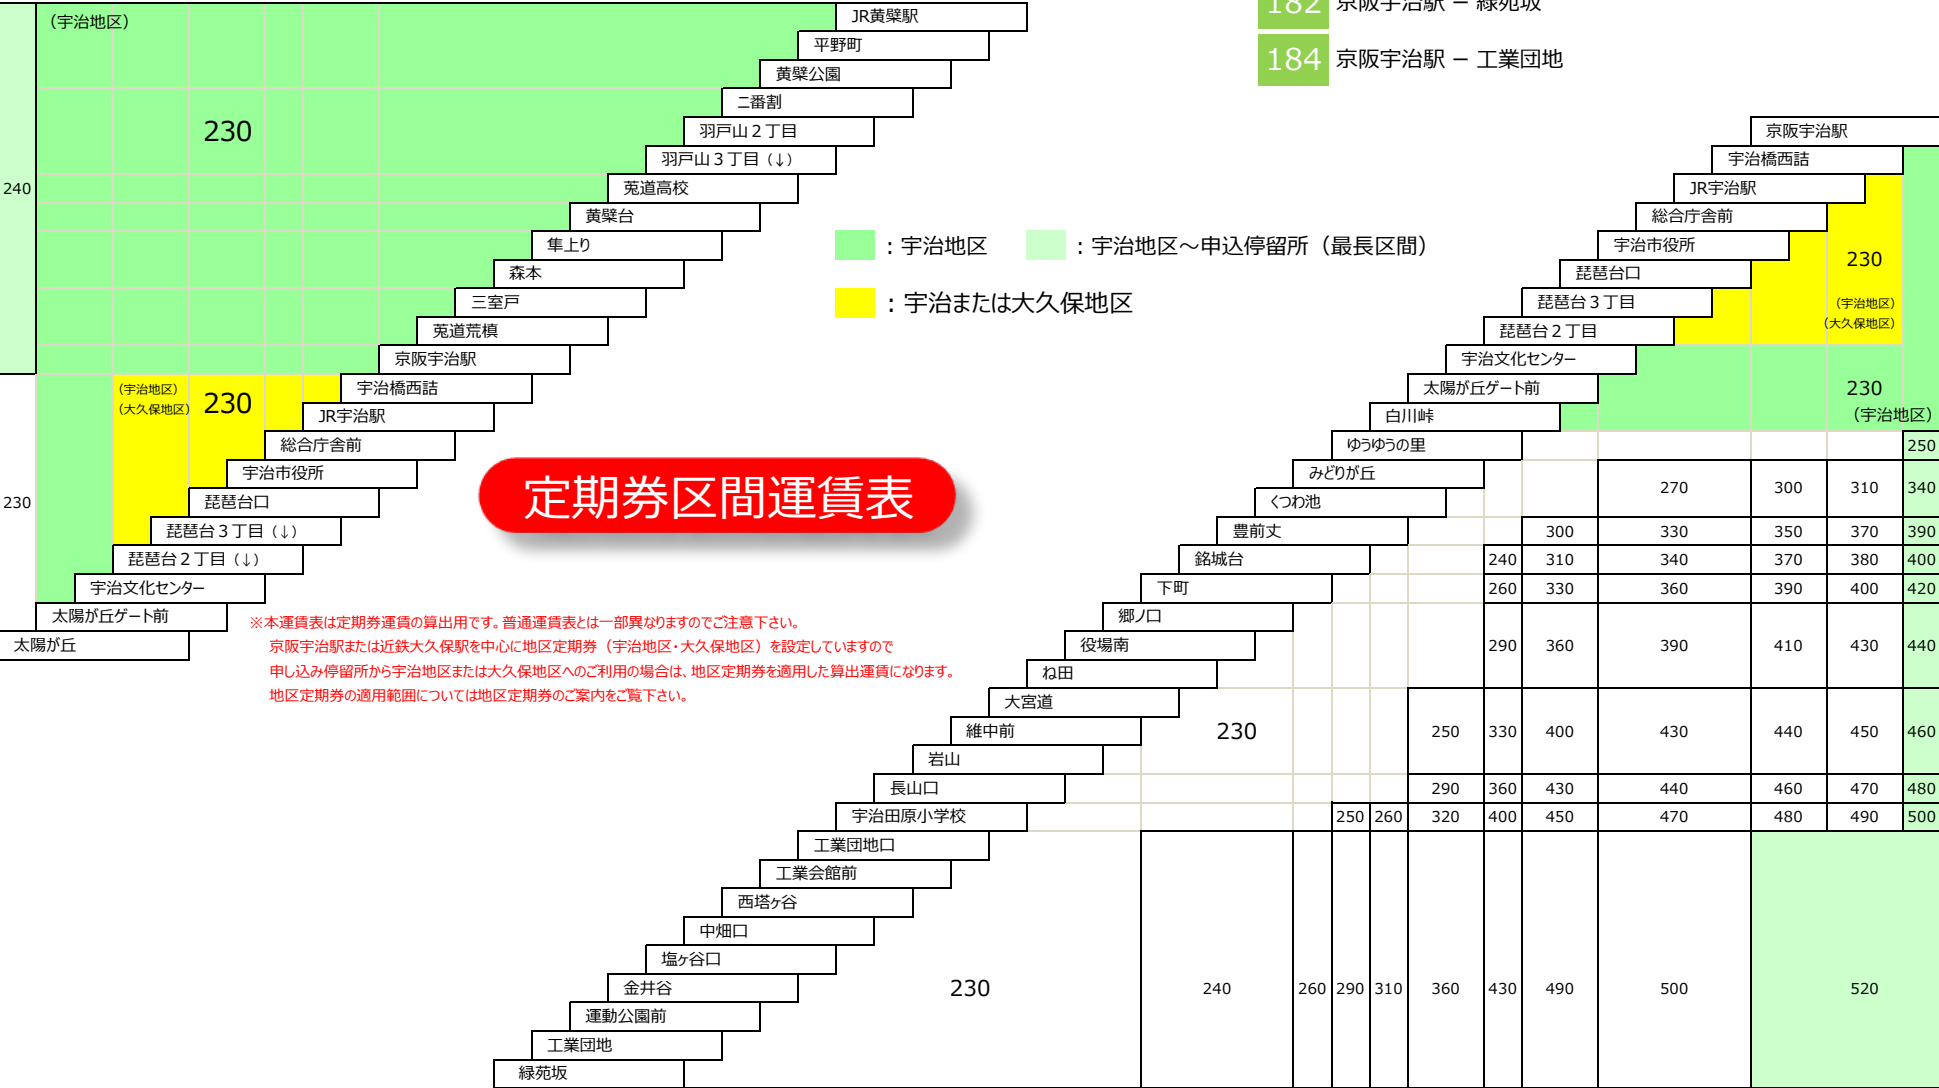 (宇治地区)
JR黄檗駅
平野町
黄檗公園
二番割
羽戸山２丁目
羽戸山３丁目（↓）
莵道高校
黄檗台
隼上り
森本
三室戸
莵道荒槙
京阪宇治駅
宇治橋西詰
JR宇治駅
総合庁舎前
宇治市役所
琵琶台口
琵琶台３丁目（↓）
琵琶台２丁目（↓）
宇治文化センター
太陽が丘ゲート前
太陽が丘
240
230
230
(宇治地区)
(大久保地区)
230
182 京阪宇治駅 − 緑苑坂
184 京阪宇治駅 − 工業団地
：宇治地区
：宇治地区～申込停留所（最長区間）
：宇治または大久保地区
定期券区間運賃表
※本運賃表は定期券運賃の算出用です。普通運賃表とは一部異なりますのでご注意下さい。
京阪宇治駅または近鉄大久保駅を中心に地区定期券（宇治地区・大久保地区）を設定していますので
申し込み停留所から宇治地区または大久保地区へのご利用の場合は、地区定期券を適用した算出運賃になります。
地区定期券の適用範囲については地区定期券のご案内をご覧下さい。
京阪宇治駅
宇治橋西詰
JR宇治駅
総合庁舎前
宇治市役所
230
琵琶台口
琵琶台３丁目
(宇治地区)
琵琶台２丁目
(大久保地区)
宇治文化センター
太陽が丘ゲート前
230
白川峠
(宇治地区)
ゆうゆうの里 250
みどりが丘
270 300 310 340
くつわ池
豊前丈 300 330 350 370 390
銘城台 240 310 340 370 380 400
下町 260 330 360 390 400 420
郷ノ口
役場南 290 360 390 410 430 440
ね田
大宮道
維中前 230 250 330 400 430 440 450 460
岩山
長山口 290 360 430 440 460 470 480
宇治田原小学校 250 260 320 400 450 470 480 490 500
工業団地口
工業会館前
西塔ヶ谷
中畑口
塩ヶ谷口
金井谷 230 240 260 290 310 360 430 490 500 520
運動公園前
工業団地
緑苑坂